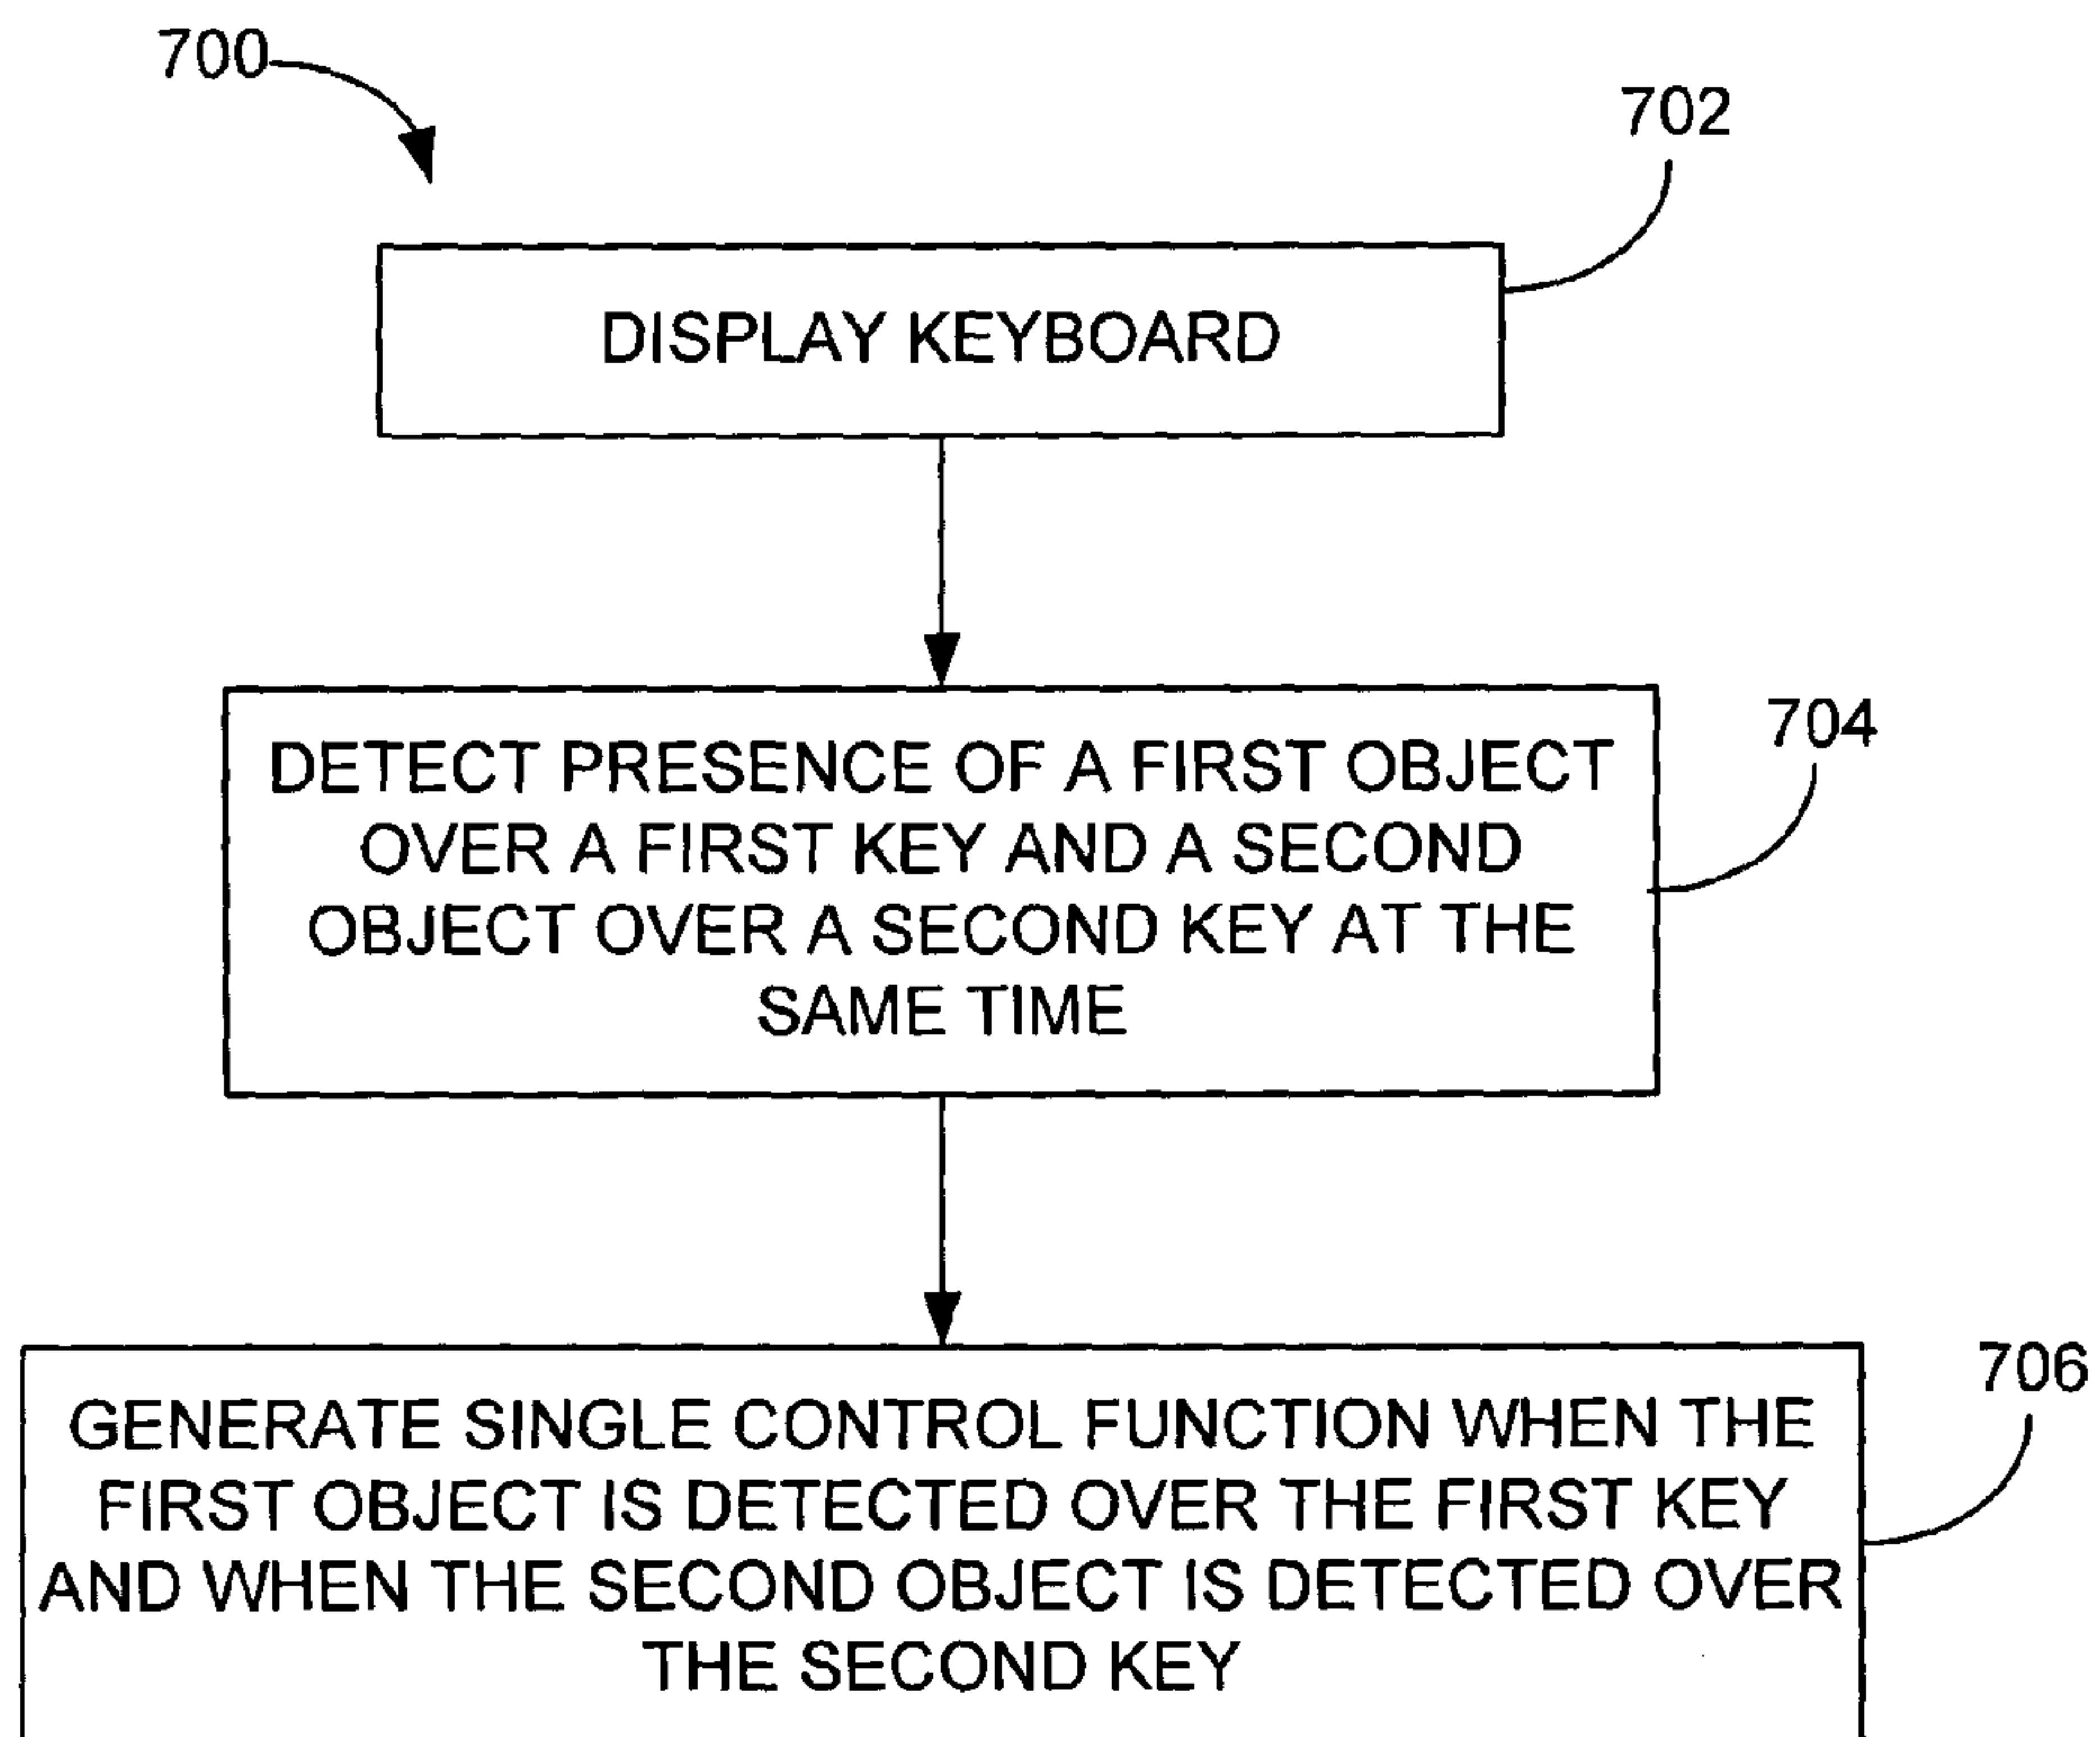 700
702
DISPLAY KEYBOARD
704
DETECT PRESENCE OF A FIRST OBJECT
OVER A FIRST KEY AND A SECOND
OBJECT OVER A SECOND KEY AT THE
SAME TIME
706
GENERATE SINGLE CONTROL FUNCTION WHEN THE
FIRST OBJECT IS DETECTED OVER THE FIRST KEY
AND WHEN THE SECOND OBJECT IS DETECTED OVER
THE SECOND KEY